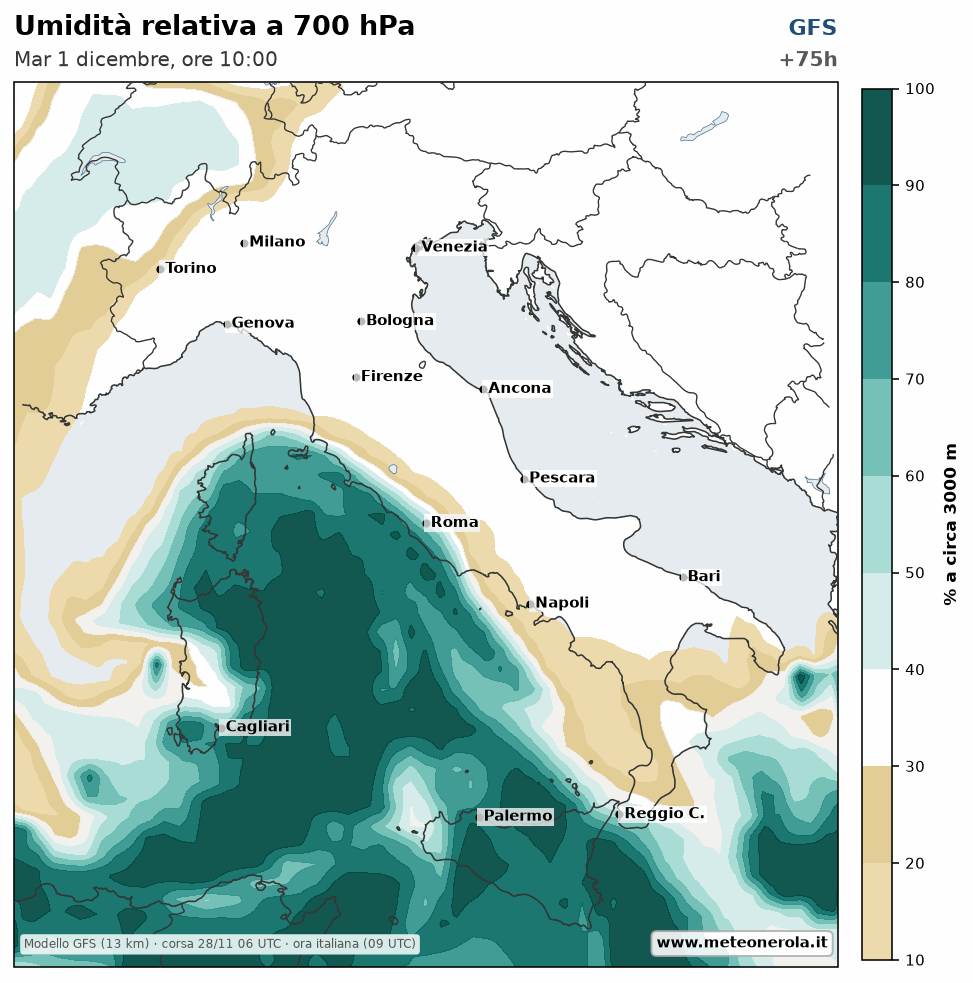 Umidità relativa a 700 hPa
GFS
Mar 1 dicembre, ore 10:00
+75h
Milano
Venezia
Torino
Genova
Bologna
Firenze
Ancona
Pescara
Roma
Bari
Napoli
Cagliari
Palermo
Reggio C.
100
90
80
70
60
50
40
30
20
10
% a circa 3000 m
Modello GFS (13 km) · corsa 28/11 06 UTC · ora italiana (09 UTC)
www.meteonerola.it